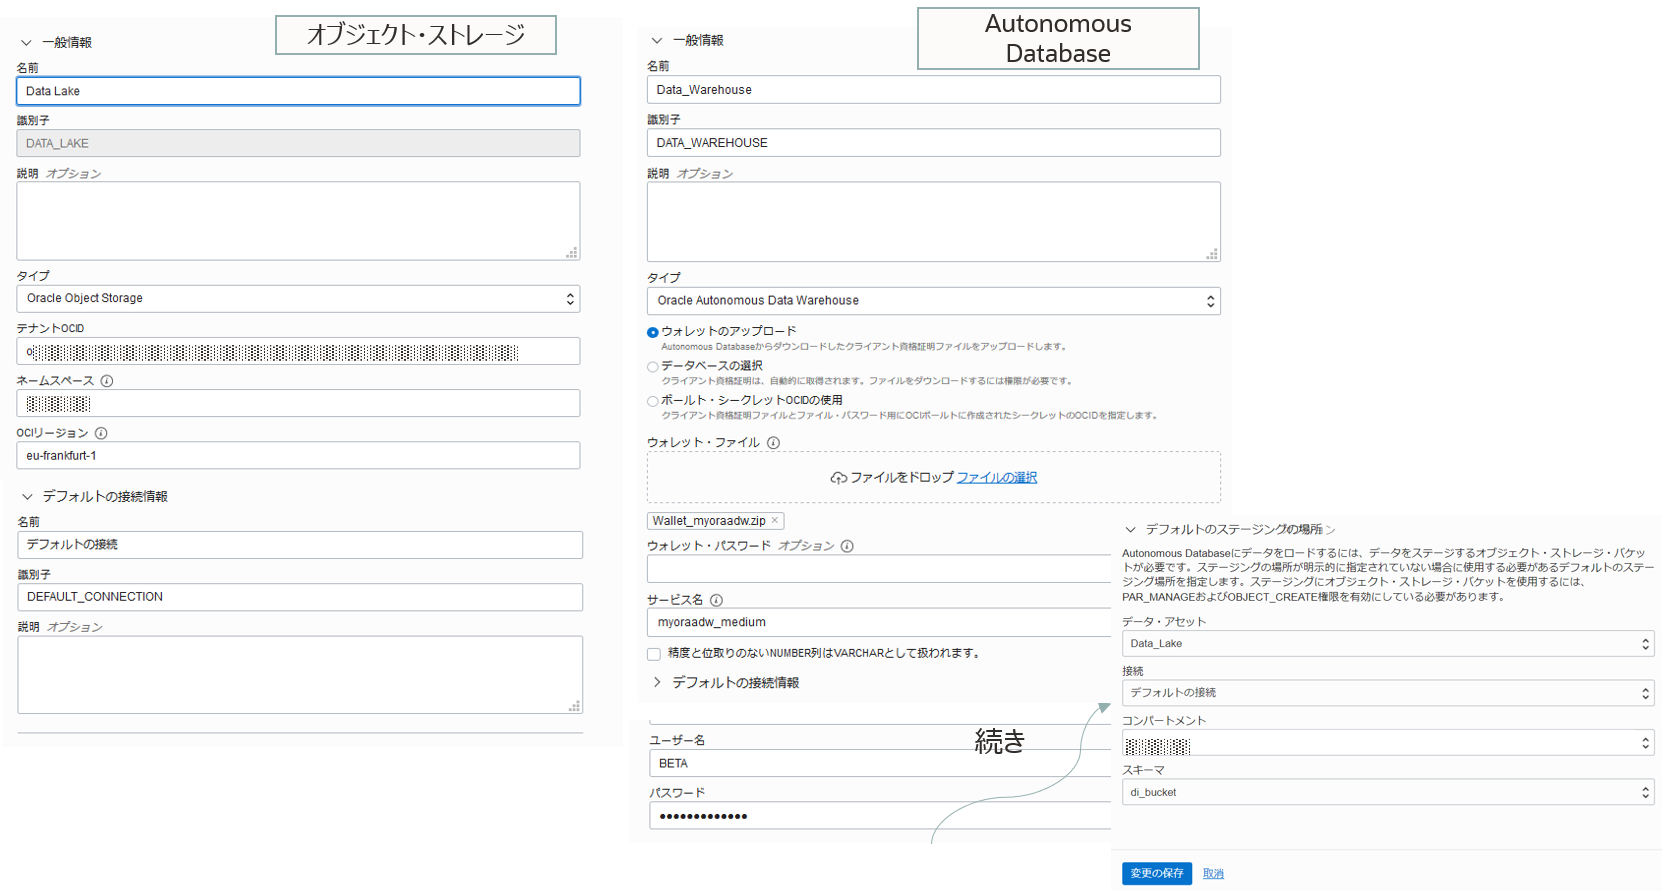 オブジェクト・ストレージ
一般情報
名前
Data Lake
識別子
DATA_LAKE
説明 オプション
タイプ
Oracle Object Storage
テナントOCID
ネームスペース
OCIリージョン
eu-frankfurt-1
デフォルトの接続情報
名前
デフォルトの接続
識別子
DEFAULT_CONNECTION
説明 オプション
Autonomous
Database
一般情報
名前
Data_Warehouse
識別子
DATA_WAREHOUSE
説明 オプション
タイプ
Oracle Autonomous Data Warehouse
ウォレットのアップロード
Autonomous Databaseからダウンロードしたクライアント資格証明ファイルをアップロードします。
データベースの選択
クライアント資格証明は、自動的に取得されます。ファイルをダウンロードするには権限が必要です。
ボールト・シークレットOCIDの使用
クライアント資格証明ファイルとファイル・パスワード用にOCIボールトに作成されたシークレットのOCIDを指定します。
ウォレット・ファイル
ファイルをドロップ ファイルの選択
Wallet_myoraadw.zip ×
ウォレット・パスワード オプション
サービス名
myoraadw_medium
精度と位取りのないNUMBER列はVARCHARとして扱われます。
デフォルトの接続情報
ユーザー名
BETA
パスワード
•••••••••••••
続き
デフォルトのステージングの場所
Autonomous Databaseにデータをロードするには、データをステージするオブジェクト・ストレージ・バケッ
トが必要です。ステージングの場所が明示的に指定されていない場合に使用する必要があるデフォルトのステー
ジング場所を指定します。ステージングにオブジェクト・ストレージ・バケットを使用するには、
PAR_MANAGEおよびOBJECT_CREATE権限を有効にしている必要があります。
データ・アセット
Data_Lake
接続
デフォルトの接続
コンパートメント
スキーマ
di_bucket
変更の保存 取消